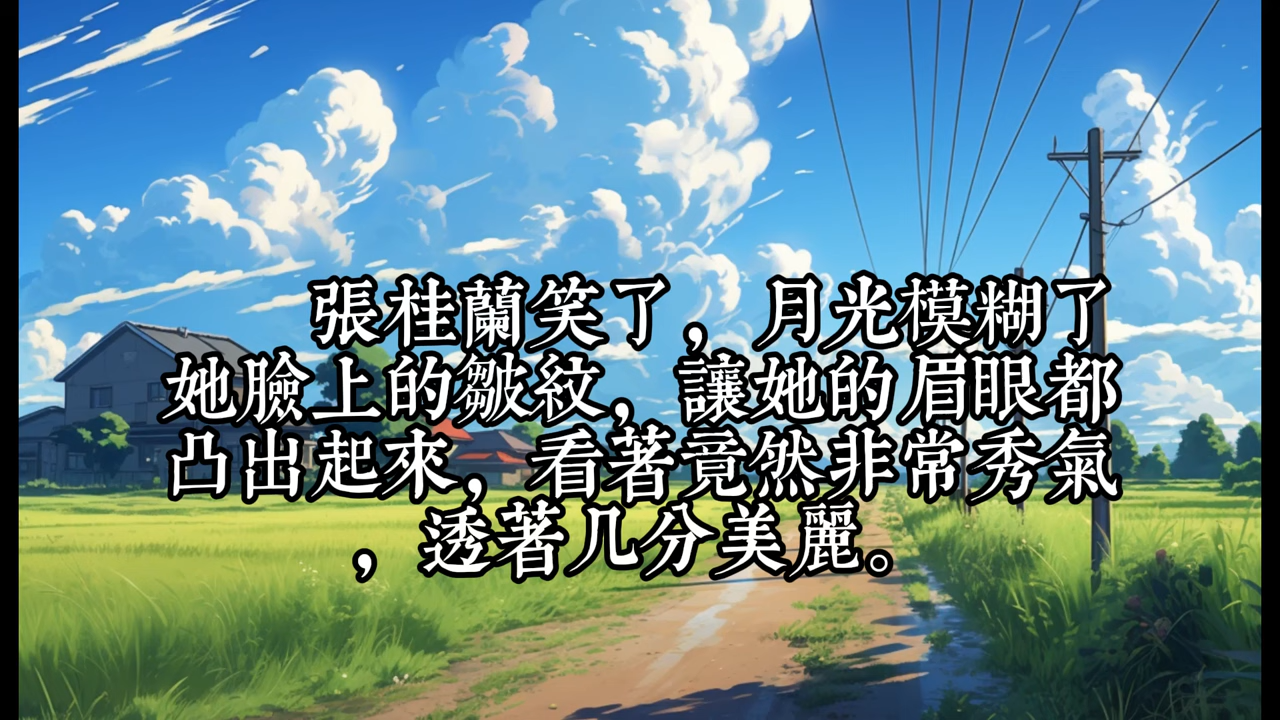 張桂蘭笑了，月光模糊了
她臉上的皺紋，讓她的眉眼都
凸出起來，看著竟然非常秀氣
，透著几分美麗。